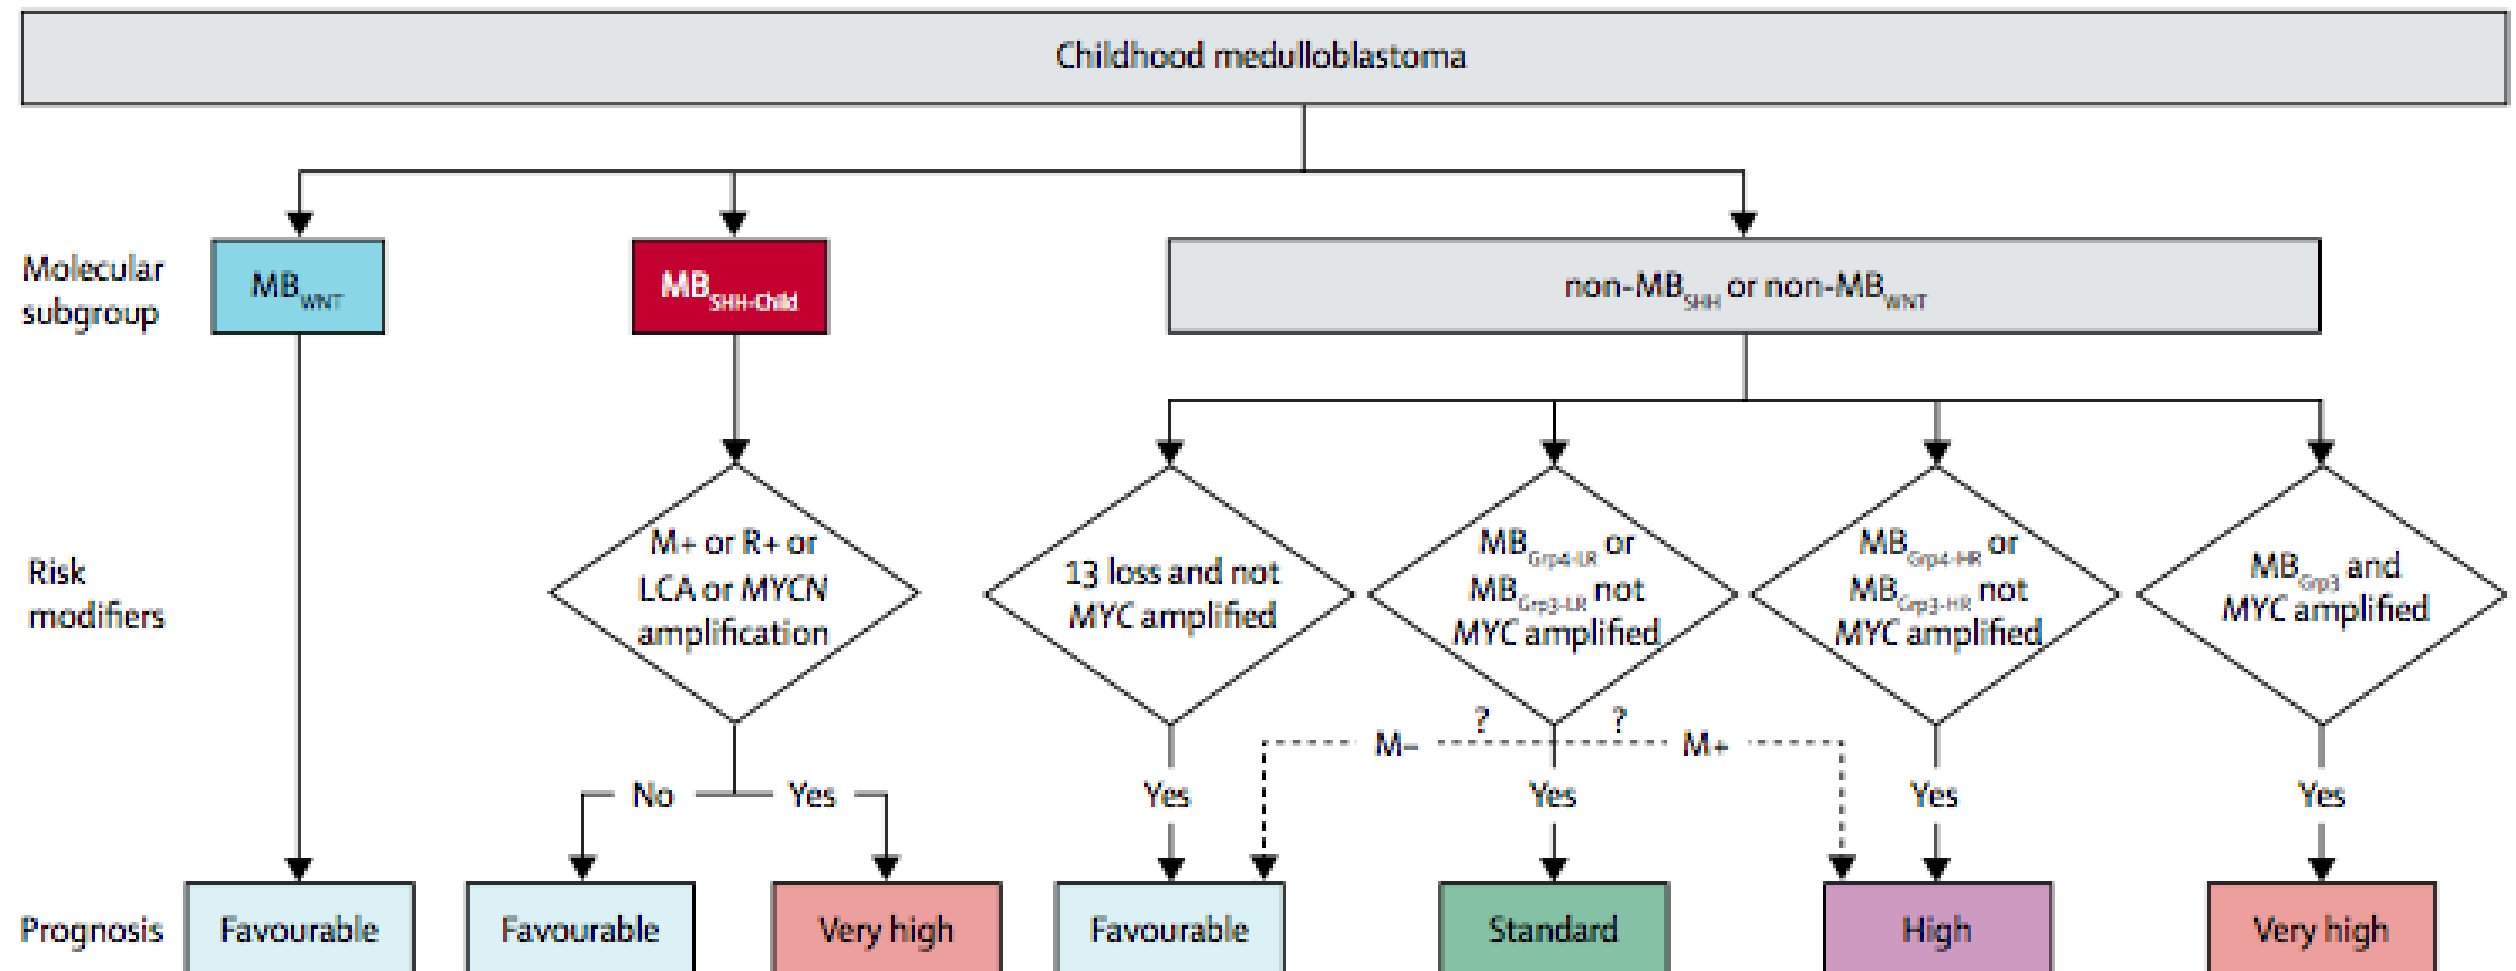 Childhood medulloblastoma
Molecular
subgroup
MBWNT
MBSHH-Child
non-MBSHH or non-MBWNT
Risk
modifiers
M+ or R+ or
LCA or MYCN
amplification
13 loss and not
MYC amplified
MBGrp4-LR or
MBGrp3-LR not
MYC amplified
MBGrp4-HR or
MBGrp3-HR not
MYC amplified
MBGrp3 and
MYC amplified
? ?
M– M+
No Yes Yes Yes Yes Yes
Prognosis
Favourable
Favourable
Very high
Favourable
Standard
High
Very high